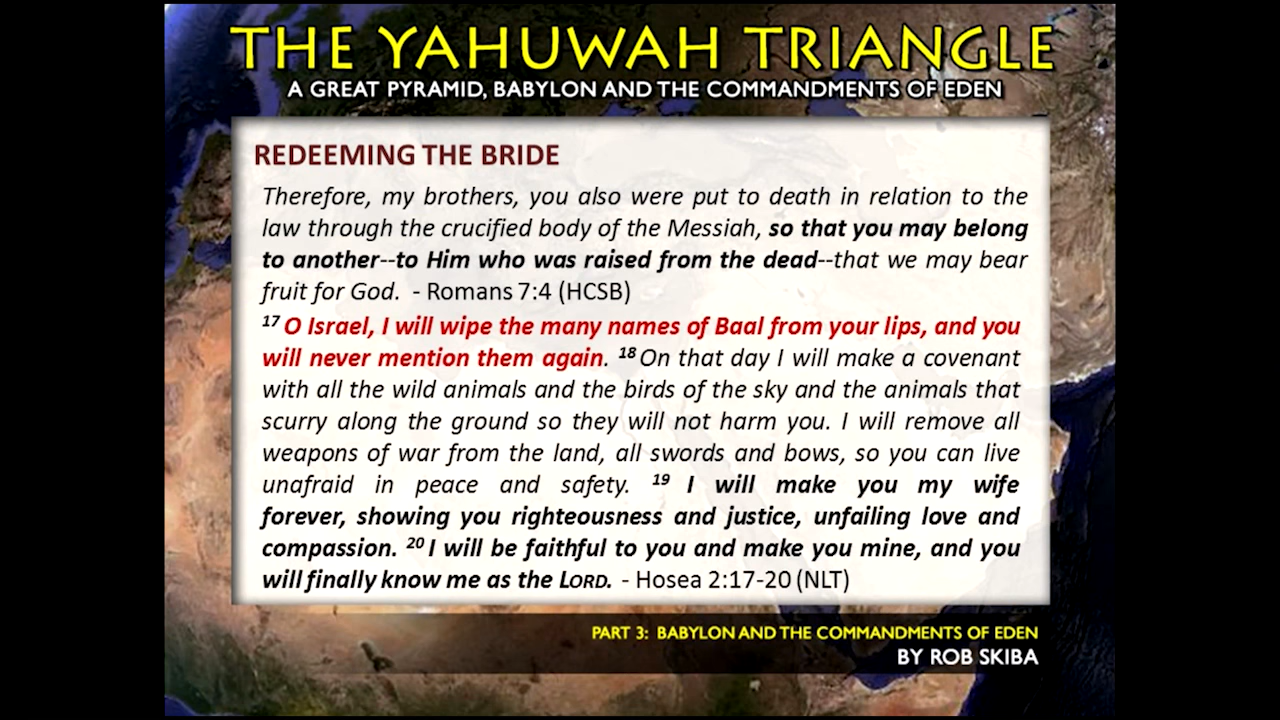 THE YAHUWAH TRIANGLE
A GREAT PYRAMID, BABYLON AND THE COMMANDMENTS OF EDEN
REDEEMING THE BRIDE
Therefore, my brothers, you also were put to death in relation to the
law through the crucified body of the Messiah, so that you may belong
to another--to Him who was raised from the dead--that we may bear
fruit for God. - Romans 7:4 (HCSB)
17 O Israel, I will wipe the many names of Baal from your lips, and you
will never mention them again. 18 On that day I will make a covenant
with all the wild animals and the birds of the sky and the animals that
scurry along the ground so they will not harm you. I will remove all
weapons of war from the land, all swords and bows, so you can live
unafraid in peace and safety. 19 I will make you my wife
forever, showing you righteousness and justice, unfailing love and
compassion. 20 I will be faithful to you and make you mine, and you
will finally know me as the LORD. - Hosea 2:17-20 (NLT)
PART 3: BABYLON AND THE COMMANDMENTS OF EDEN
BY ROB SKIBA